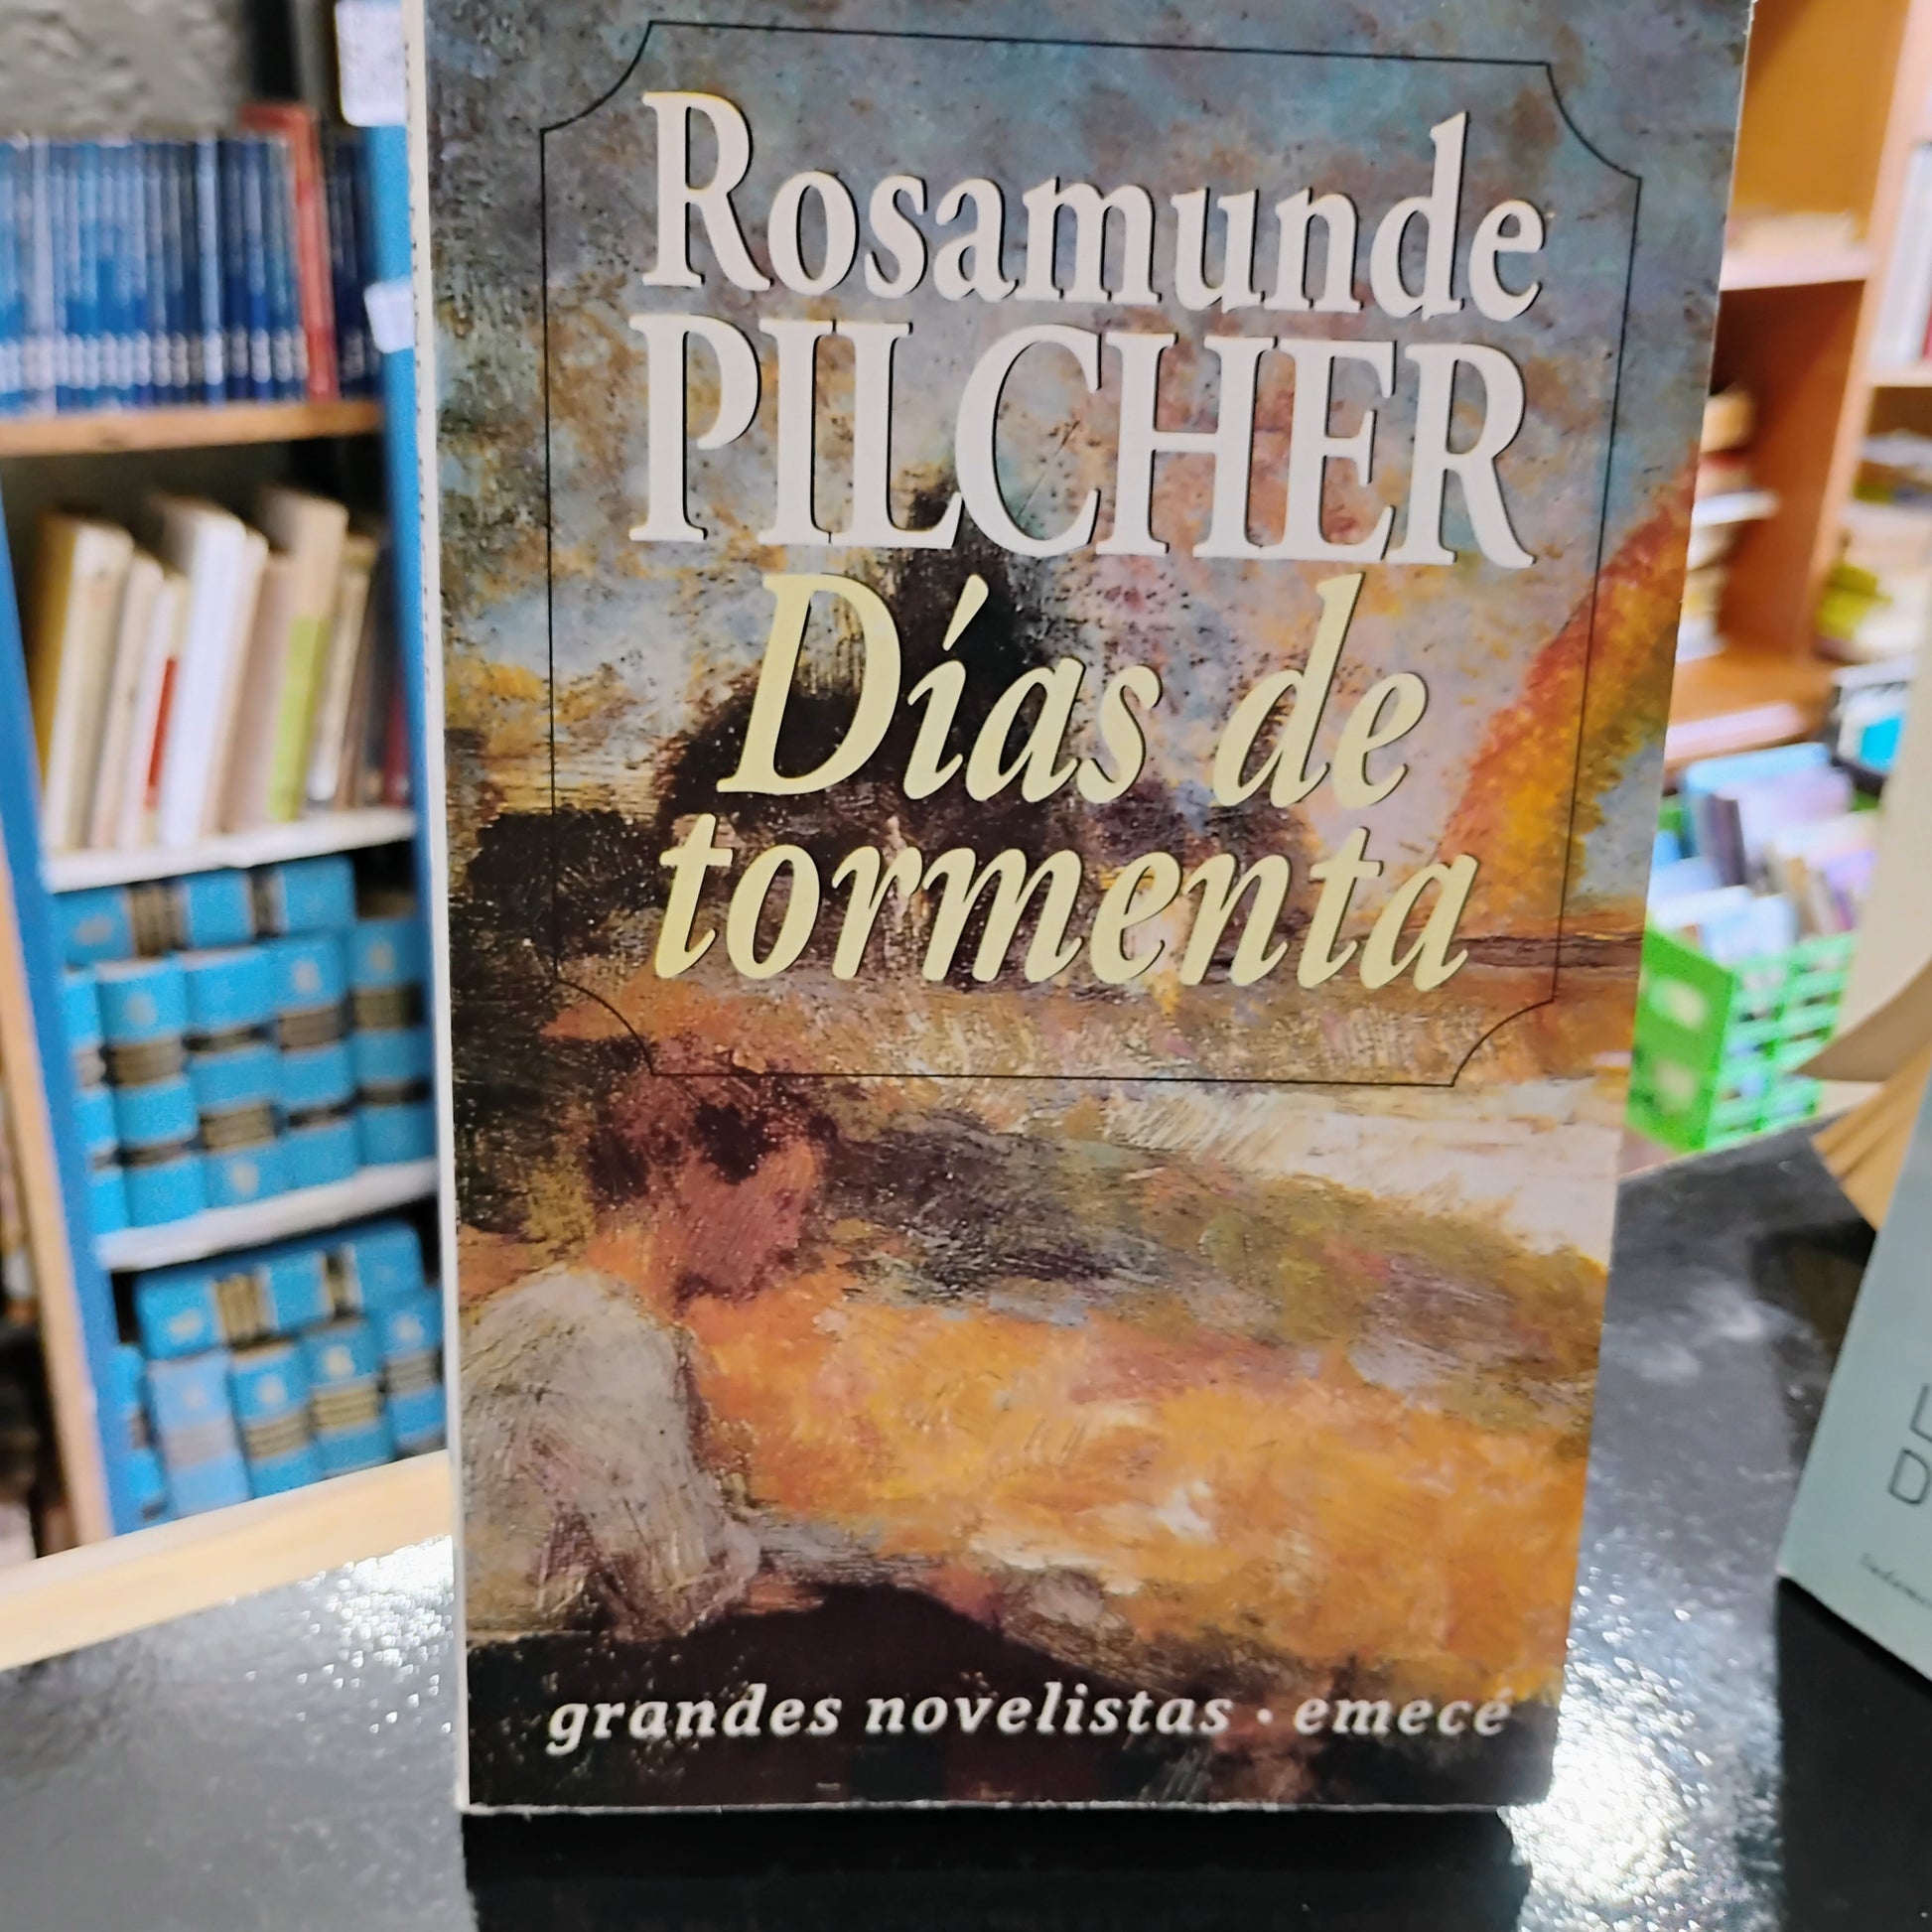 Rosamunde
PILCHER
Días de
tormenta
grandes novelistas · emecé